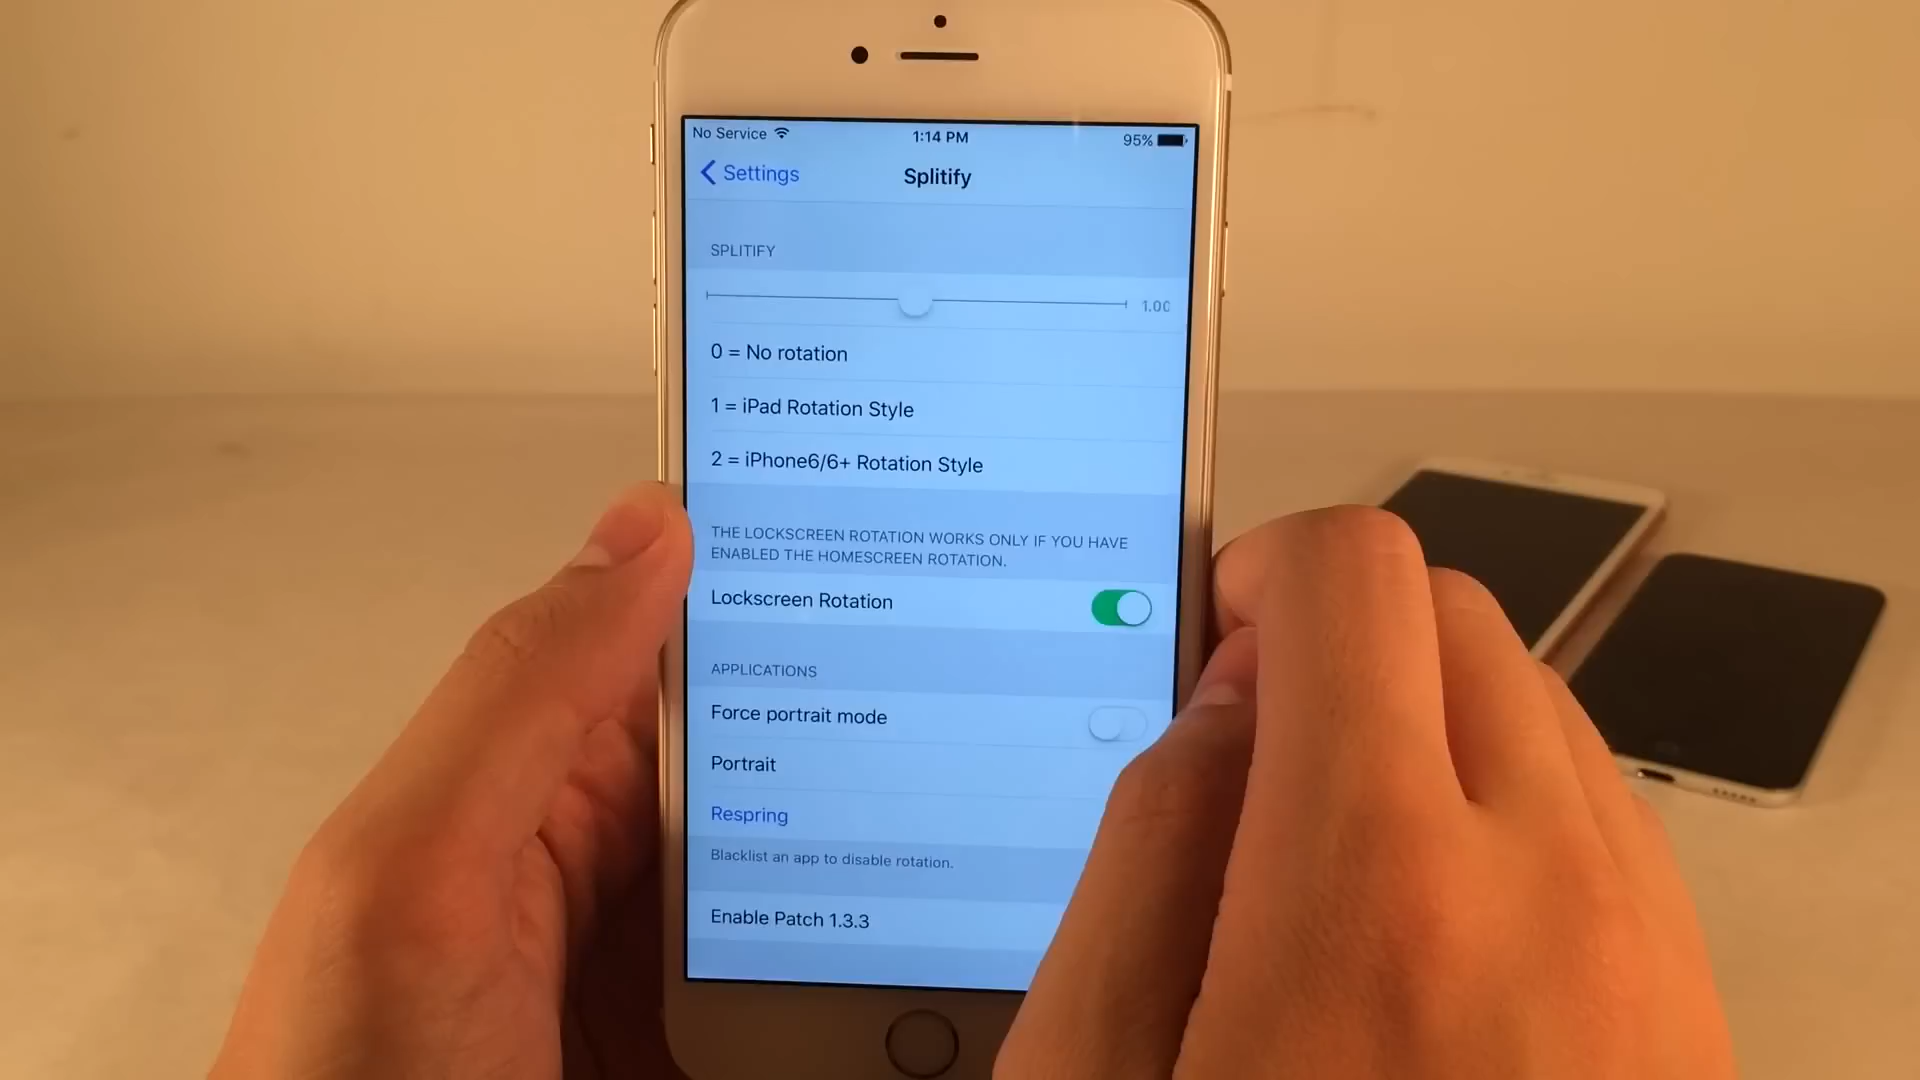 No Service
1:14 PM
95%
Settings
Splitify
SPLITIFY
1.00
0 = No rotation
1 = iPad Rotation Style
2 = iPhone6/6+ Rotation Style
THE LOCKSCREEN ROTATION WORKS ONLY IF YOU HAVE
ENABLED THE HOMESCREEN ROTATION.
Lockscreen Rotation
APPLICATIONS
Force portrait mode
Portrait
Respring
Blacklist an app to disable rotation.
Enable Patch 1.3.3